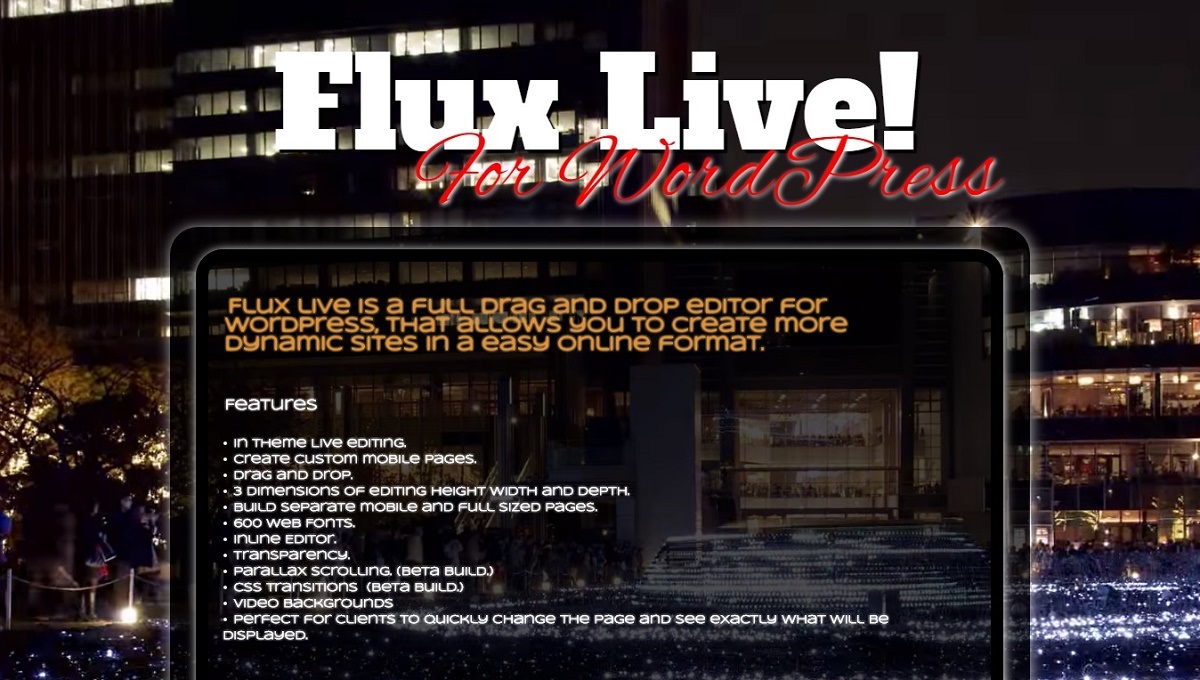 Flux Live!
For WordPress
Flux Live is a full drag and drop editor for
WordPress, that allows you to create more
dynamic sites in a easy online format.
Features
• In theme live editing.
• Create custom mobile pages.
• Drag and drop.
• 3 dimensions of editing height width and depth.
• Build separate mobile and full sized pages.
• 600 web fonts.
• Inline editor.
• Transparency.
• Parallax scrolling. (Beta build.)
• CSS transitions (Beta build.)
• Video backgrounds
• Perfect for clients to quickly change the page and see exactly what will be
displayed.